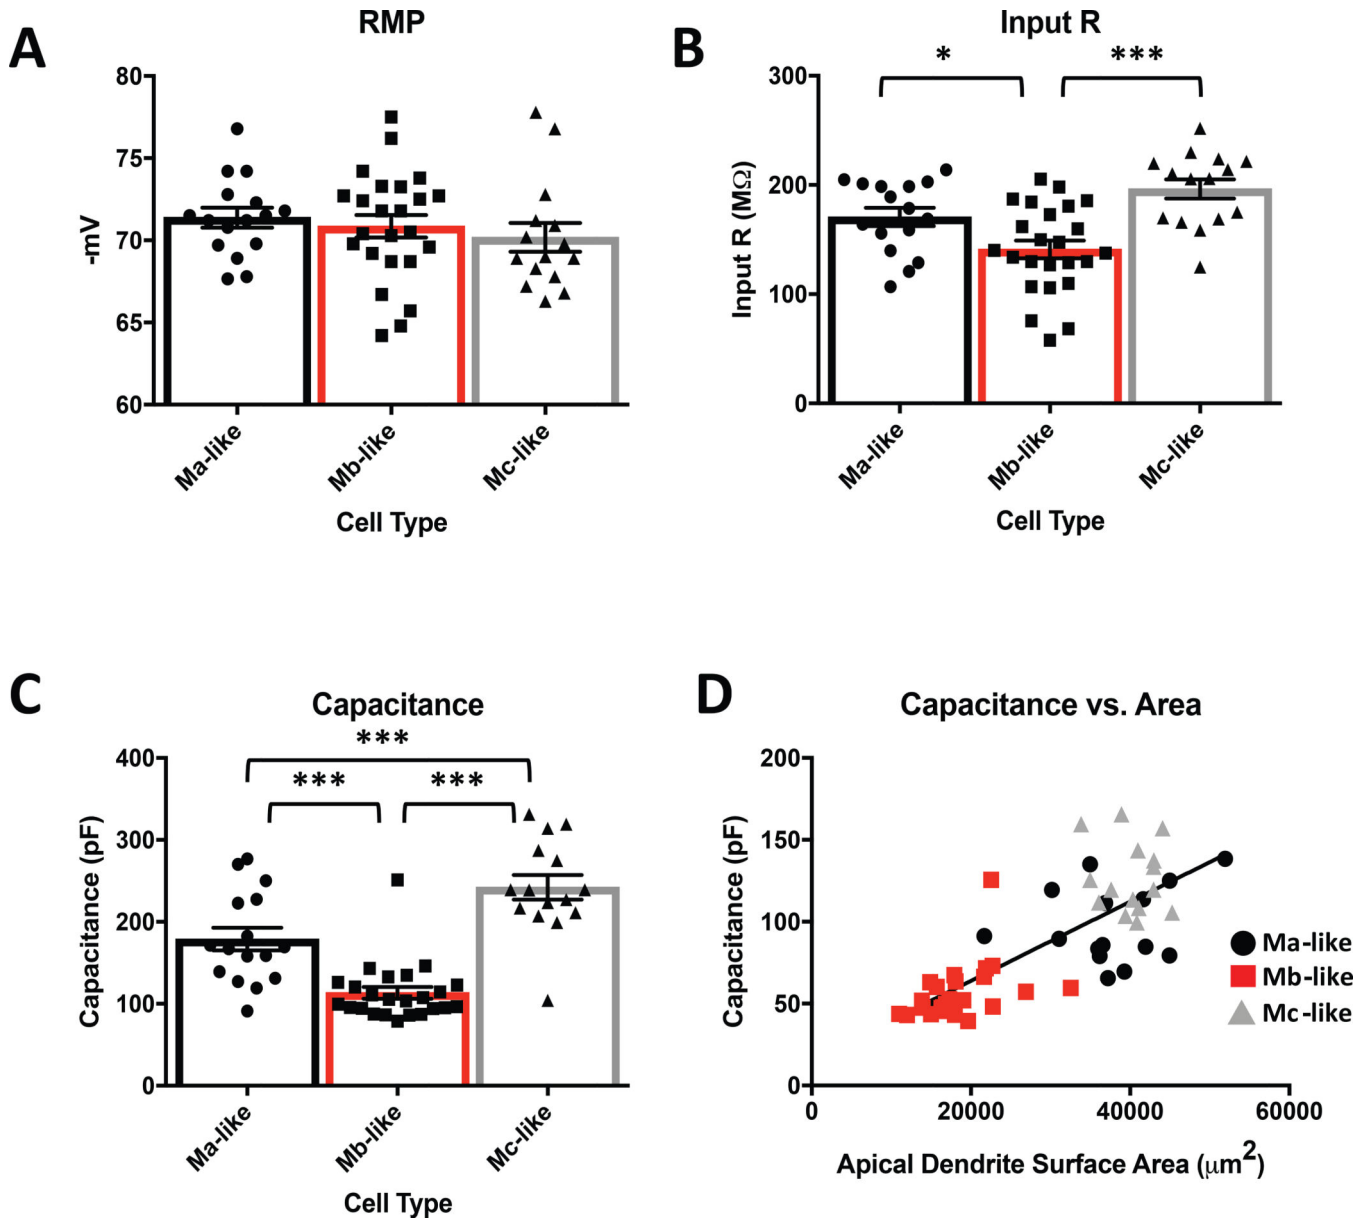 A
RMP
80
75
70
65
60
-mV
Ma-like
Mb-like
Mc-like
Cell Type
B
Input R
*
***
300
200
100
0
Input R (MΩ)
Ma-like
Mb-like
Mc-like
Cell Type
C
Capacitance
***
***
***
400
300
200
100
0
Capacitance (pF)
Ma-like
Mb-like
Mc-like
Cell Type
D
Capacitance vs. Area
200
150
100
50
0
Capacitance (pF)
Ma-like
Mb-like
Mc-like
0
20000
40000
60000
Apical Dendrite Surface Area (μm²)